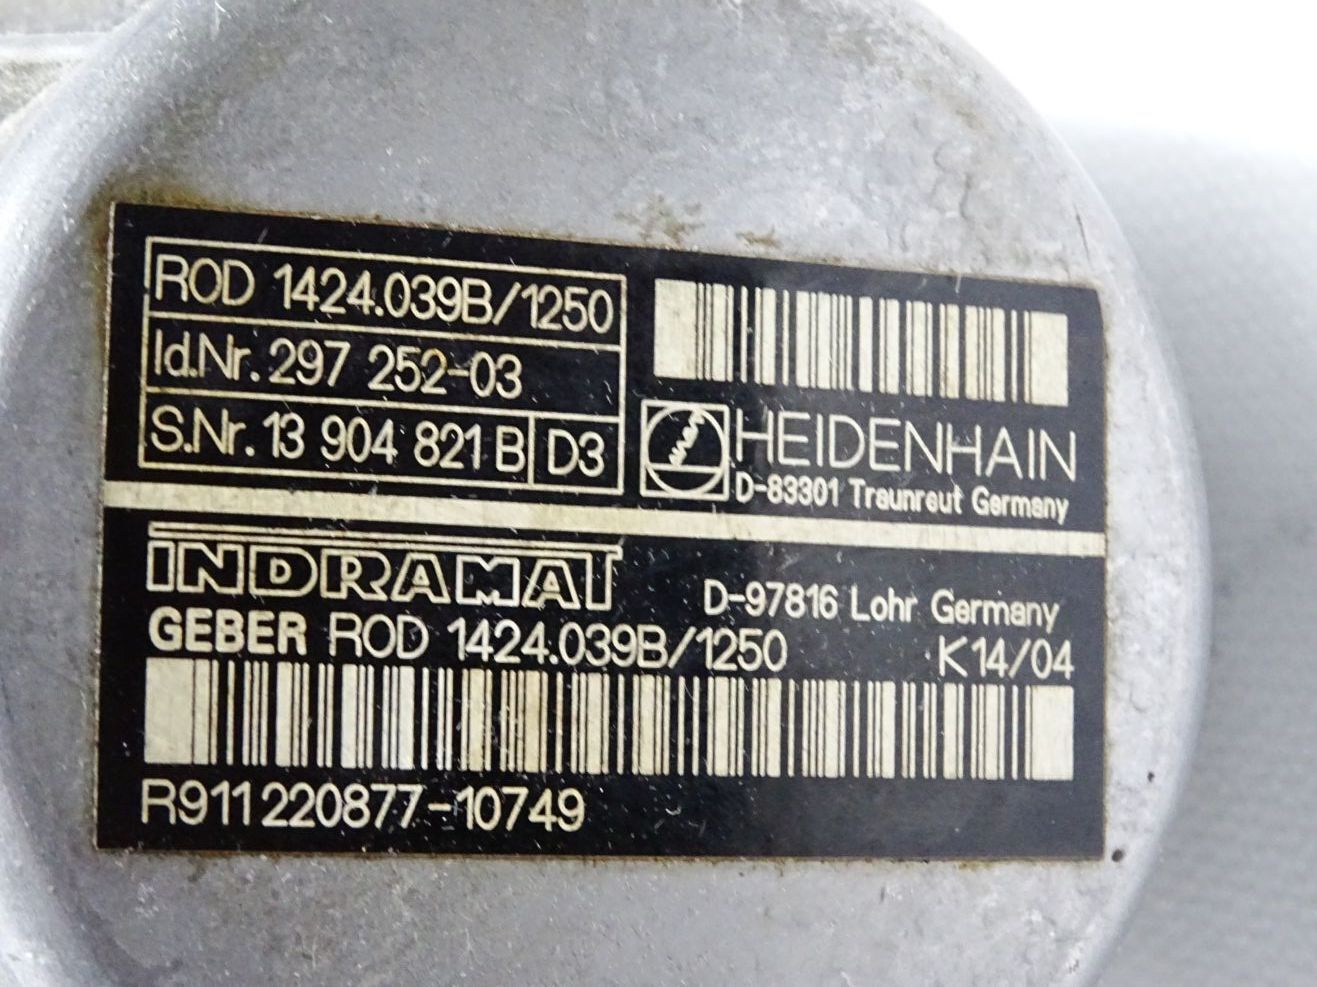 ROD 1424.039B/1250
Id.Nr. 297 252-03
S.Nr. 13 904 821 B D3
HEIDENHAIN
D-83301 Traunreut Germany
INDRAMAT
D-97816 Lohr Germany
GEBER ROD 1424.039B/1250 K14/04
R911220877-10749